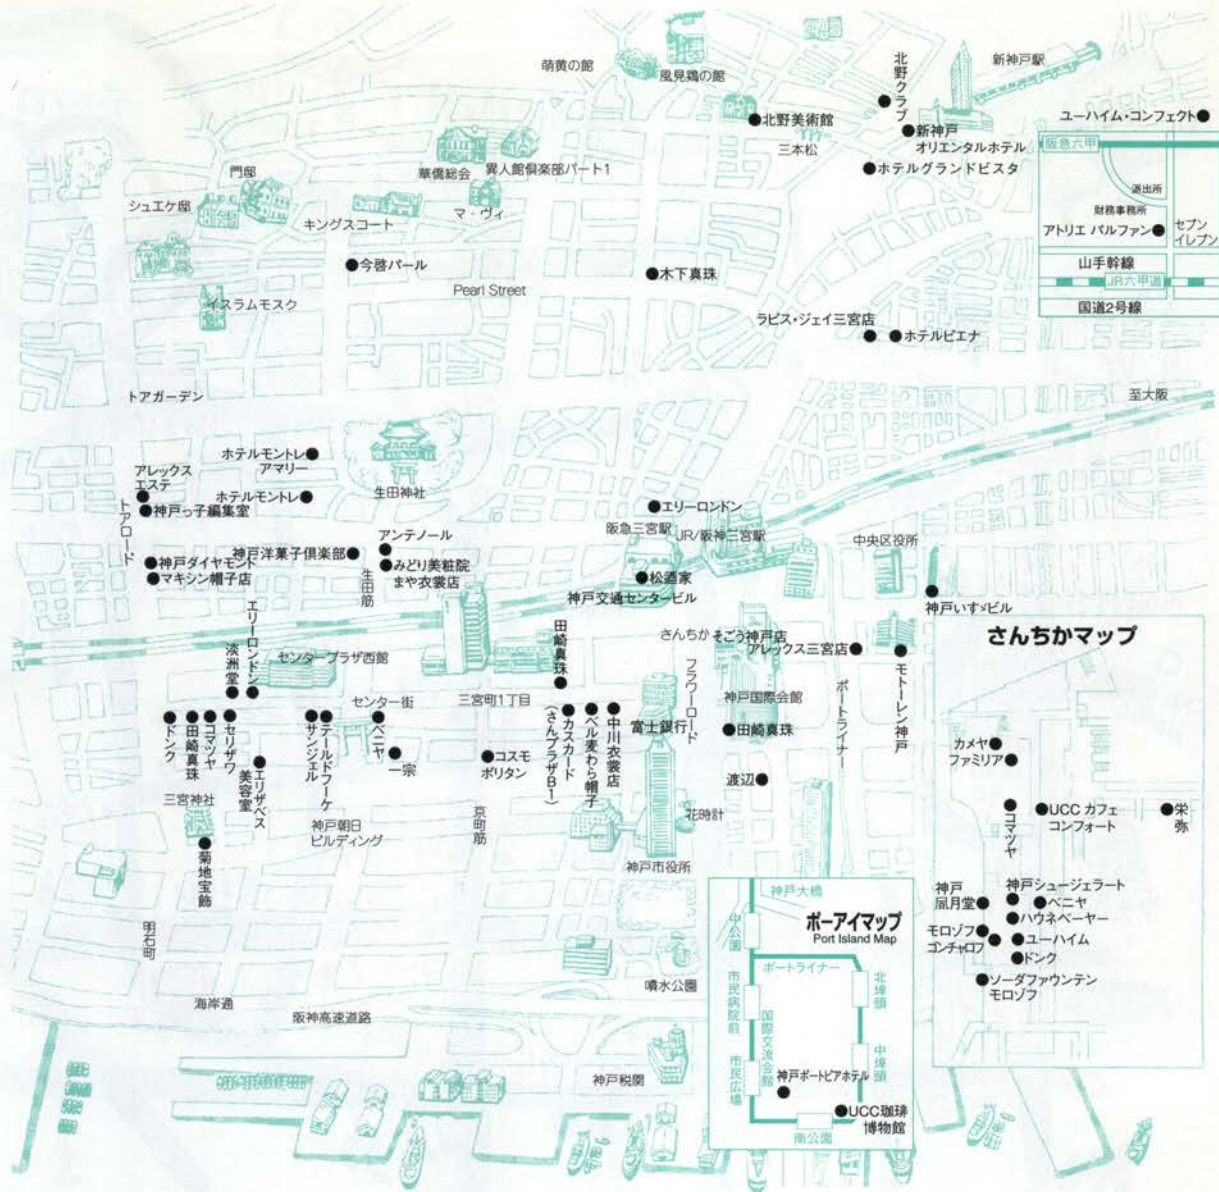 萌黄の館
風見鶏の館
北野クラブ
新神戸駅
北野美術館
三本松
新神戸
オリエンタルホテル
ホテルグランドビスタ
ユーハイム・コンフェクト
阪急六甲
派出所
財務事務所
アトリエ パルファン
セブン
イレブン
山手幹線
JR六甲道
国道2号線
門邸
シュエケ邸
華僑総会
異人館倶楽部パート1
マ・ヴィ
キングスコート
今啓パール
木下真珠
Pearl Street
イスラムモスク
ラピス・ジェイ三宮店
ホテルピエナ
トアガーデン
至大阪
ホテルモントレ
アマリー
アレックス
エステ
ホテルモントレ
生田神社
神戸っ子編集室
トアロード
エリーロンドン
阪急三宮駅
JR/阪神三宮駅
中央区役所
神戸ダイヤモンド
マキシン帽子店
神戸洋菓子倶楽部
アンテノール
みどり美粧院
まや衣裳店
生田筋
松酒家
神戸交通センタービル
神戸いすゞビル
エリーロンドン
淡洲堂
センタープラザ西館
田崎真珠
さんちか
そごう神戸店
アレックス三宮店
モトーレン神戸
フラワーロード
神戸国際会館
ポートライナー
センター街
三宮町1丁目
ドンク
田崎真珠
コマツヤ
セリザワ
エリザベス
美容室
サンジェル
テールドフーケ
ベニヤ
一宗
コスモ
ポリタン
カスカード
(さんプラザB1)
ベル麦わら帽子
中川衣裳店
富士銀行
田崎真珠
渡辺
三宮神社
菊地宝飾
神戸朝日
ビルディング
京町筋
花時計
神戸市役所
明石町
海岸通
阪神高速道路
噴水公園
神戸税関
さんちかマップ
カメヤ
ファミリア
コマツヤ
UCC カフェ
コンフォート
栄弥
神戸
凮月堂
神戸シュージェラート
ベニヤ
ハウネベーヤー
モロゾフ
ゴンチャロフ
ユーハイム
ドンク
ソーダファウンテン
モロゾフ
神戸大橋
ポーアイマップ
Port Island Map
中公園
ポートライナー
市民病院前
北埠頭
国際交流会館
中埠頭
市民広場
神戸ポートピアホテル
UCC珈琲
博物館
南公園